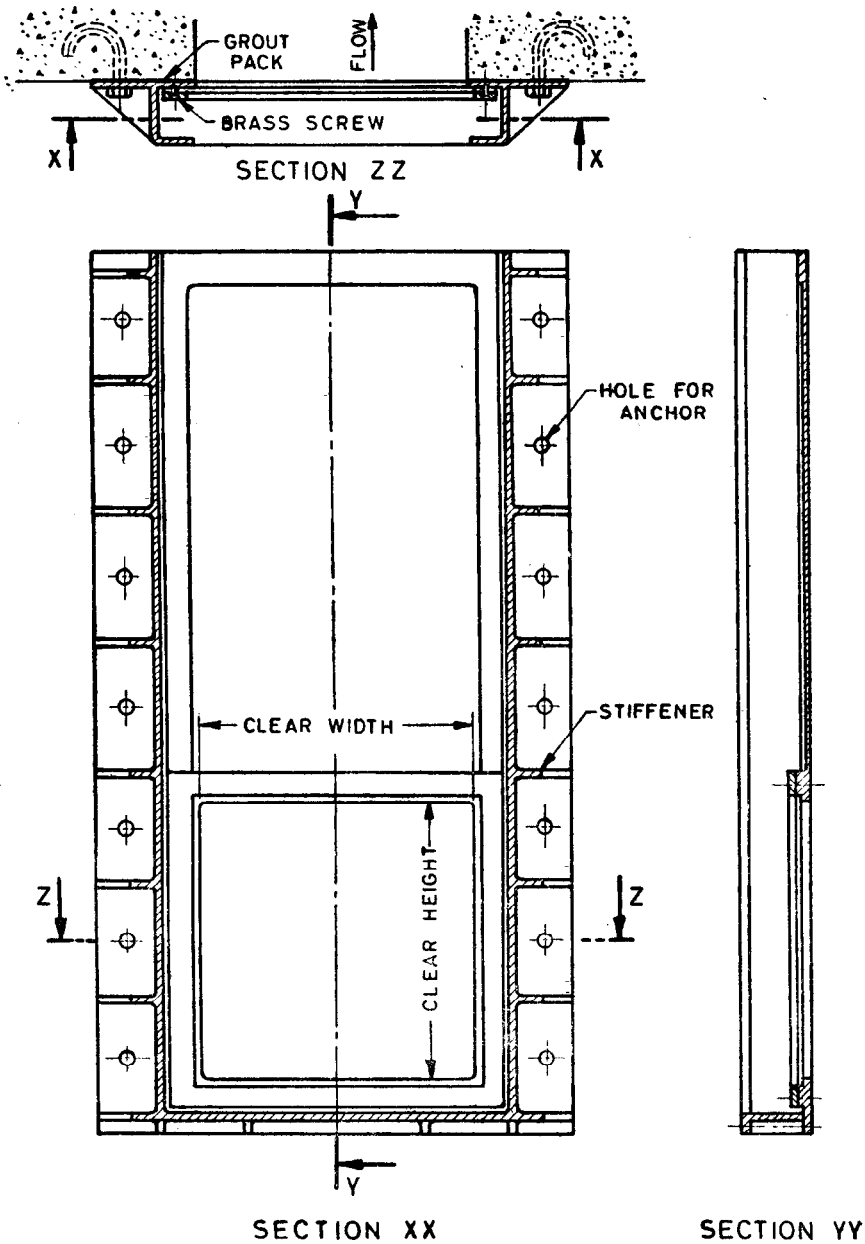 GROUT
PACK
FLOW
BRASS SCREW
X
X
SECTION ZZ
Y
HOLE FOR
ANCHOR
CLEAR WIDTH
STIFFENER
CLEAR HEIGHT
Z
Z
Y
SECTION XX
SECTION YY